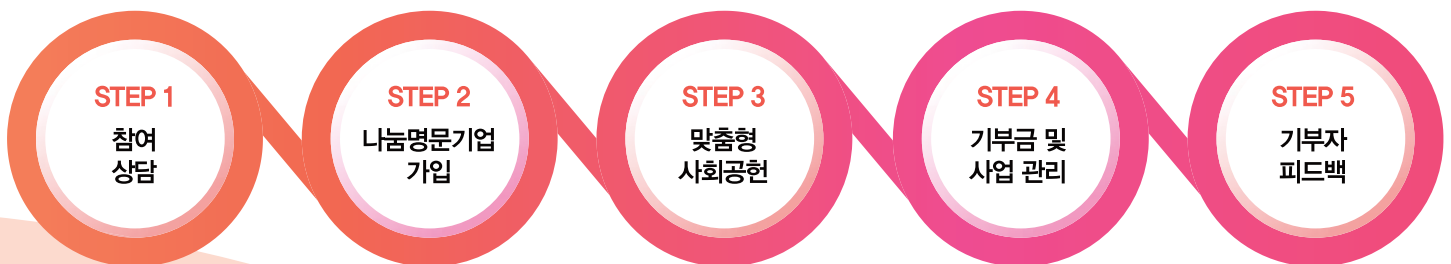 STEP 1
참여
상담
STEP 2
나눔명문기업
가입
STEP 3
맞춤형
사회공헌
STEP 4
기부금 및
사업 관리
STEP 5
기부자
피드백